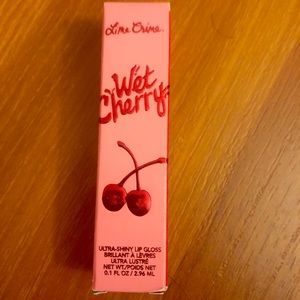 Lime Crime.
Wet
Cherry
ULTRA-SHINY LIP GLOSS
BRILLANT À LÈVRES
ULTRA LUSTRÉ
NET WT/POIDS NET
0.1 FL OZ / 2.96 ML